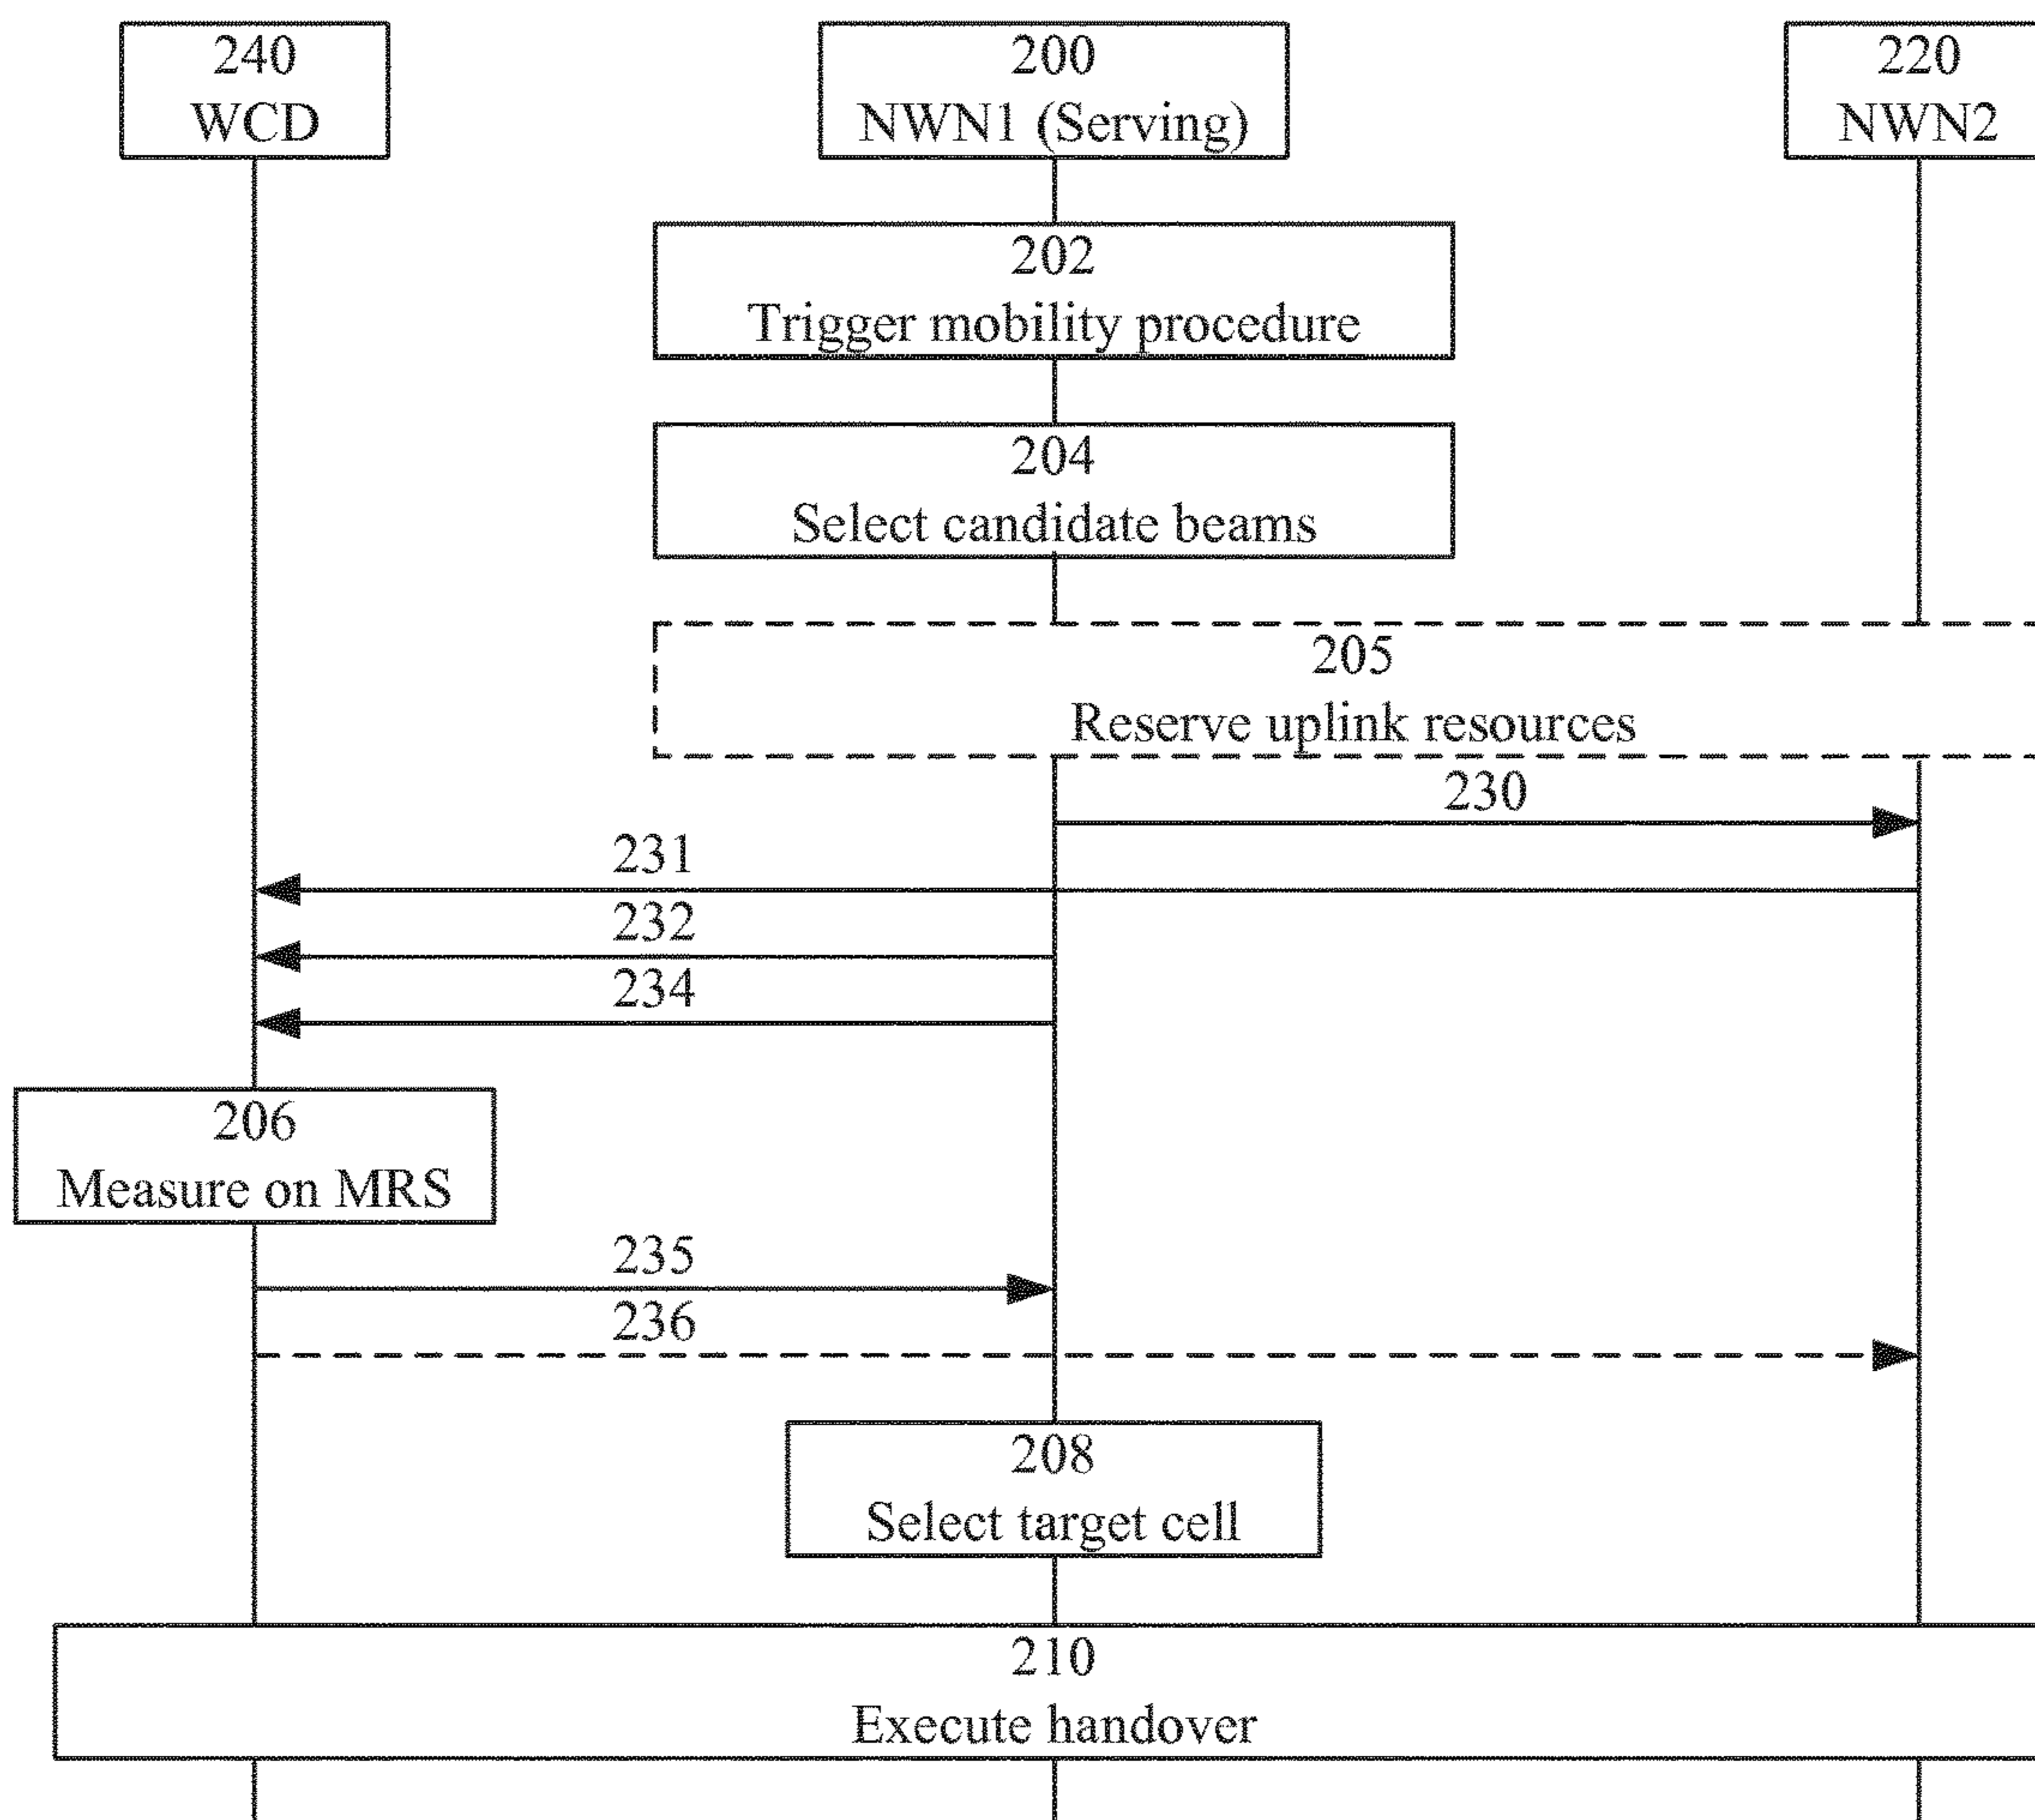 240
WCD
200
NWN1 (Serving)
220
NWN2
202
Trigger mobility procedure
204
Select candidate beams
205
Reserve uplink resources
230
231
232
234
206
Measure on MRS
235
236
208
Select target cell
210
Execute handover